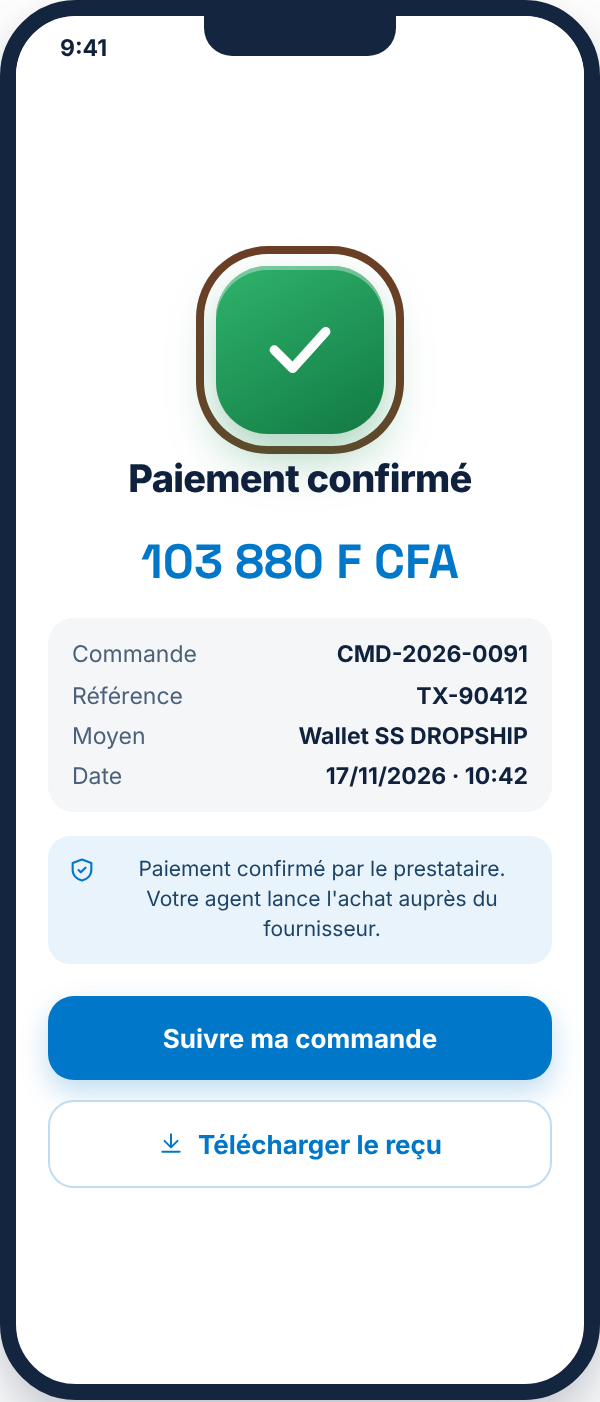 9:41
Paiement confirmé
103 880 F CFA
Commande CMD-2026-0091
Référence TX-90412
Moyen Wallet SS DROPSHIP
Date 17/11/2026 · 10:42
Paiement confirmé par le prestataire.
Votre agent lance l'achat auprès du
fournisseur.
Suivre ma commande
Télécharger le reçu